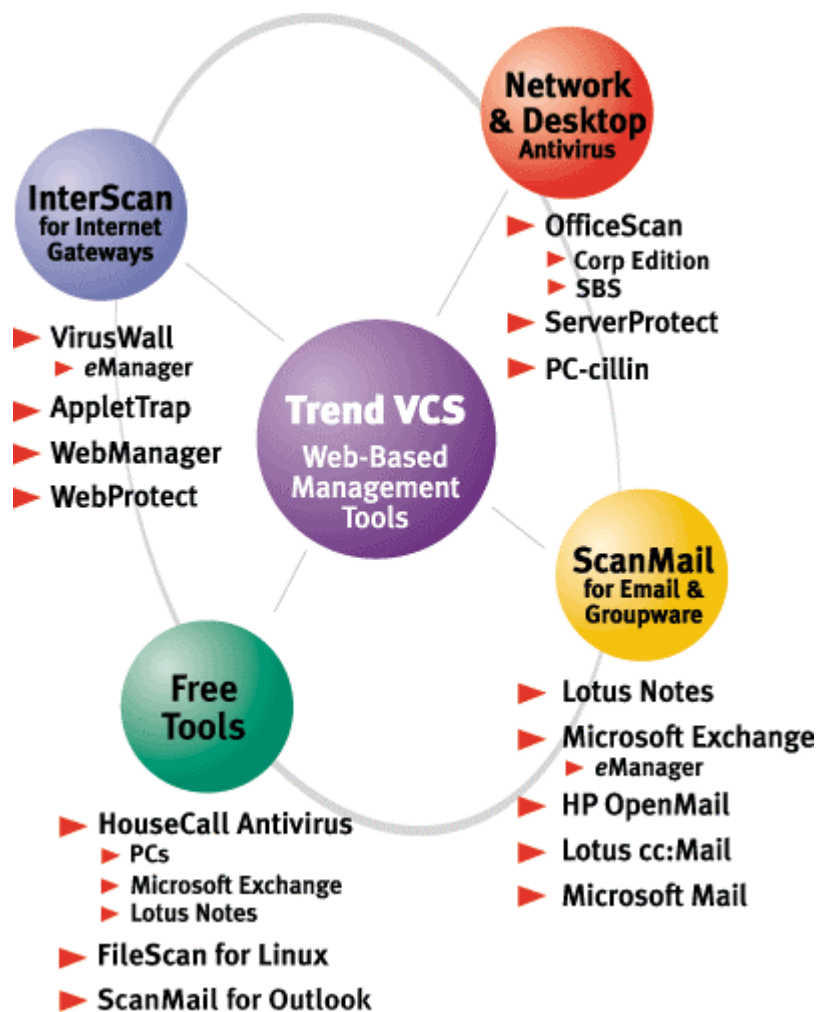 Network
& Desktop
Antivirus
OfficeScan
Corp Edition
SBS
ServerProtect
PC-cillin
InterScan
for Internet
Gateways
VirusWall
eManager
AppletTrap
WebManager
WebProtect
Trend VCS
Web-Based
Management
Tools
ScanMail
for Email &
Groupware
Lotus Notes
Microsoft Exchange
eManager
HP OpenMail
Lotus cc:Mail
Microsoft Mail
Free
Tools
HouseCall Antivirus
PCs
Microsoft Exchange
Lotus Notes
FileScan for Linux
ScanMail for Outlook